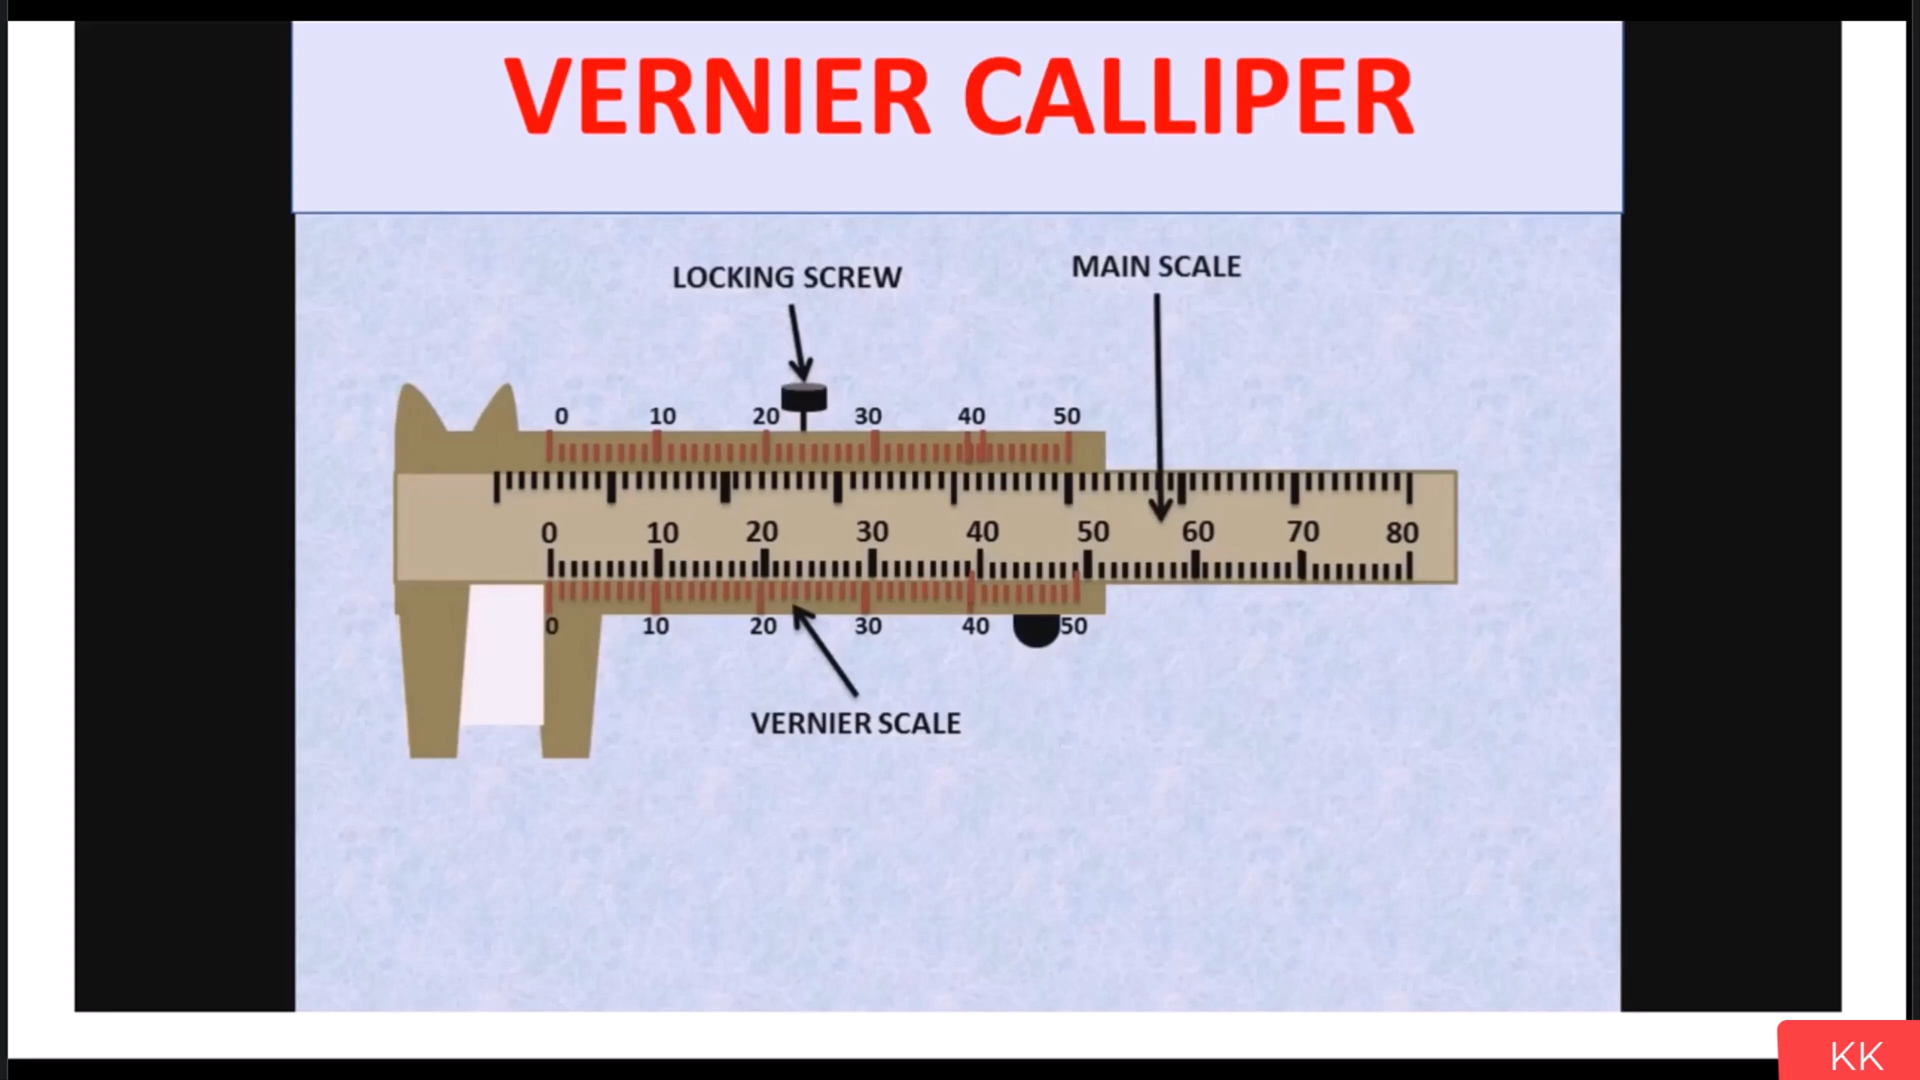 VERNIER CALLIPER
LOCKING SCREW
MAIN SCALE
0 10 20 30 40 50
0 10 20 30 40 50 60 70 80
0 10 20 30 40 50
VERNIER SCALE
KK